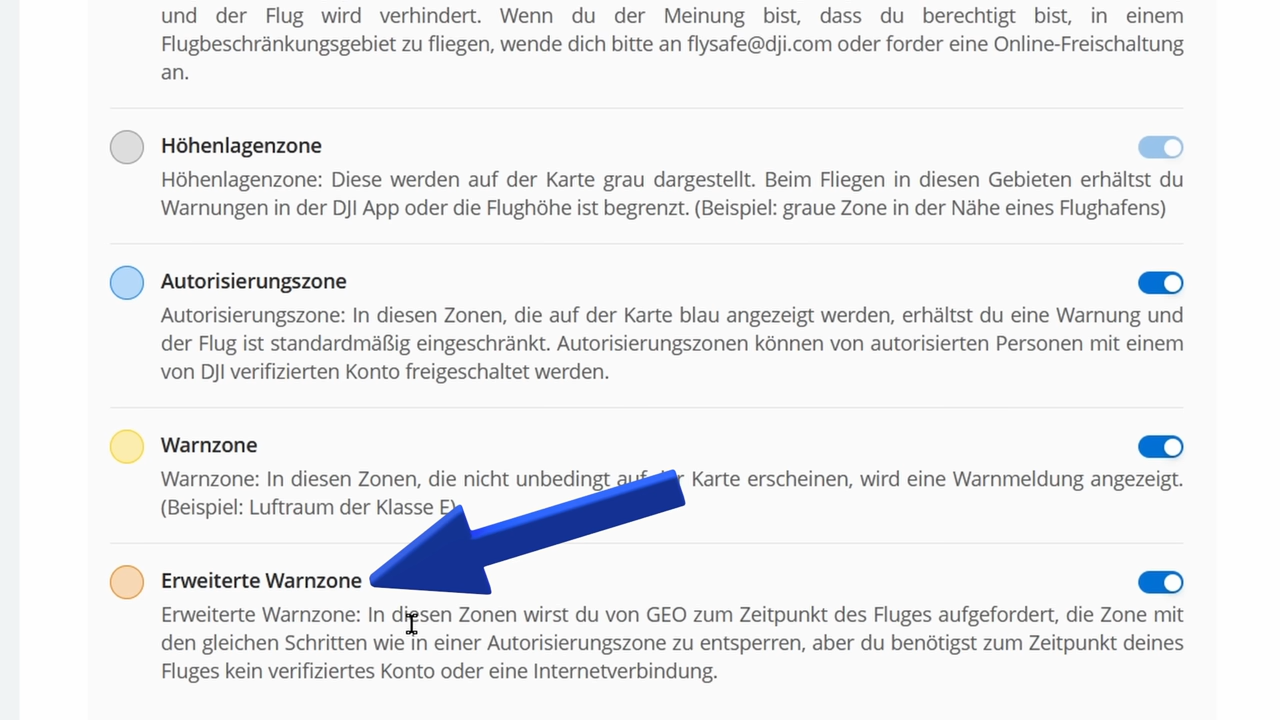 und der Flug wird verhindert. Wenn du der Meinung bist, dass du berechtigt bist, in einem
Flugbeschränkungsgebiet zu fliegen, wende dich bitte an flysafe@dji.com oder forder eine Online-Freischaltung
an.
Höhenlagenzone
Höhenlagenzone: Diese werden auf der Karte grau dargestellt. Beim Fliegen in diesen Gebieten erhältst du
Warnungen in der DJI App oder die Flughöhe ist begrenzt. (Beispiel: graue Zone in der Nähe eines Flughafens)
Autorisierungszone
Autorisierungszone: In diesen Zonen, die auf der Karte blau angezeigt werden, erhältst du eine Warnung und
der Flug ist standardmäßig eingeschränkt. Autorisierungszonen können von autorisierten Personen mit einem
von DJI verifizierten Konto freigeschaltet werden.
Warnzone
Warnzone: In diesen Zonen, die nicht unbedingt auf der Karte erscheinen, wird eine Warnmeldung angezeigt.
(Beispiel: Luftraum der Klasse E)
Erweiterte Warnzone
Erweiterte Warnzone: In diesen Zonen wirst du von GEO zum Zeitpunkt des Fluges aufgefordert, die Zone mit
den gleichen Schritten wie in einer Autorisierungszone zu entsperren, aber du benötigst zum Zeitpunkt deines
Fluges kein verifiziertes Konto oder eine Internetverbindung.